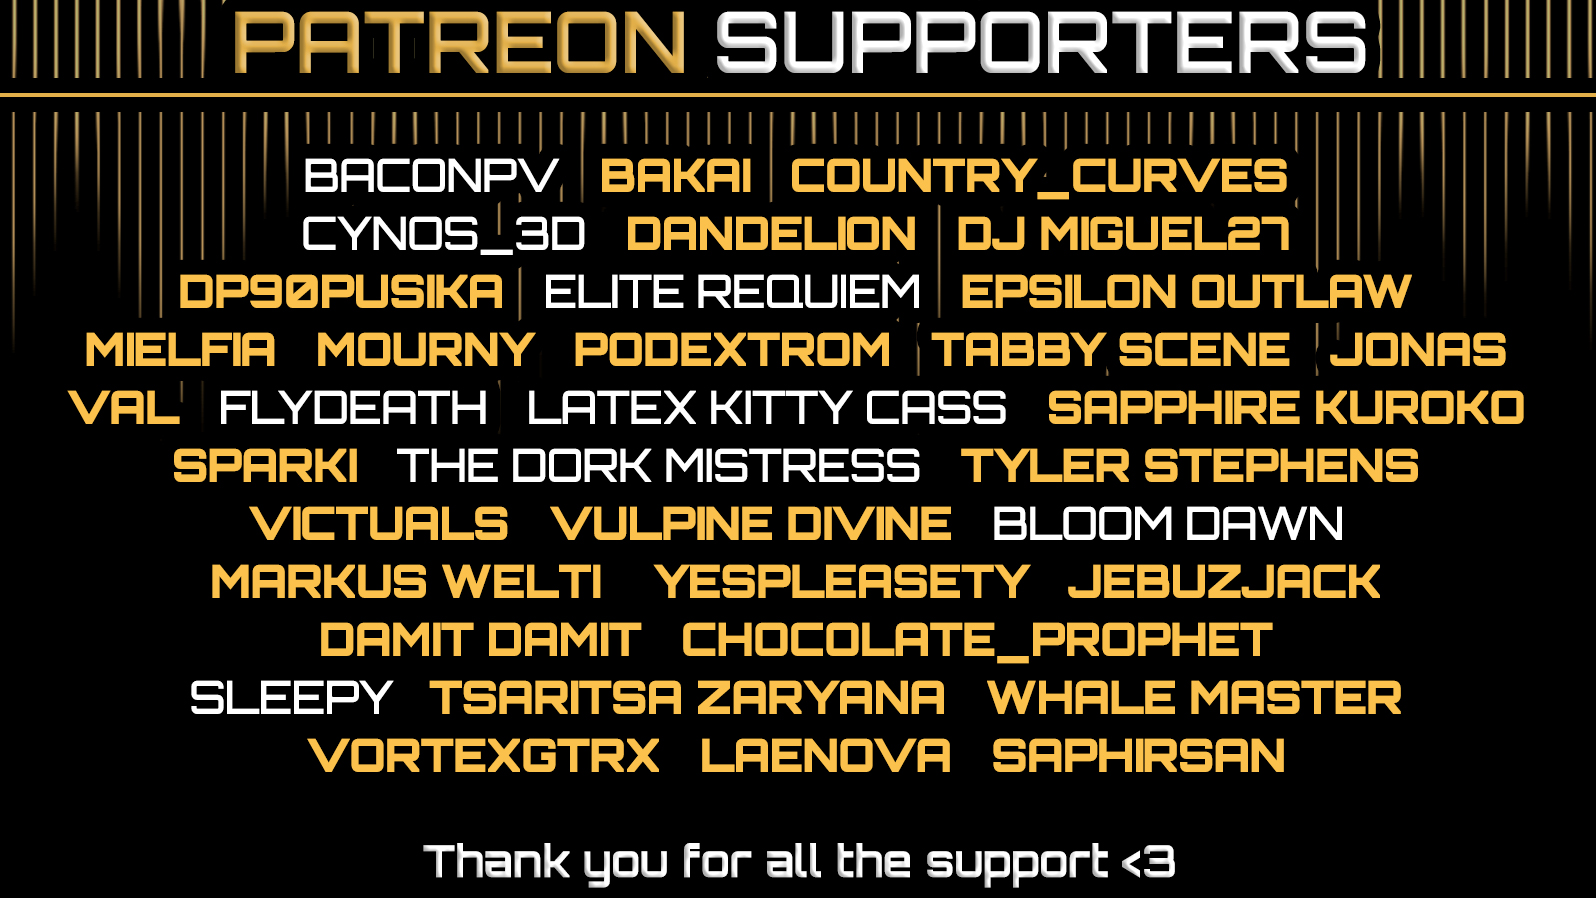 PATREON SUPPORTERS
BACONPV BAKAI COUNTRY_CURVES
CYNOS_3D DANDELION DJ MIGUEL27
DP90PUSIKA ELITE REQUIEM EPSILON OUTLAW
MIELFIA MOURNY PODEXTROM TABBY SCENE JONAS
VAL FLYDEATH LATEX KITTY CASS SAPPHIRE KUROKO
SPARKI THE DORK MISTRESS TYLER STEPHENS
VICTUALS VULPINE DIVINE BLOOM DAWN
MARKUS WELTI YESPLEASETY JEBUZJACK
DAMIT DAMIT CHOCOLATE_PROPHET
SLEEPY TSARITSA ZARYANA WHALE MASTER
VORTEXGTRX LAENOVA SAPHIRSAN
Thank you for all the support <3